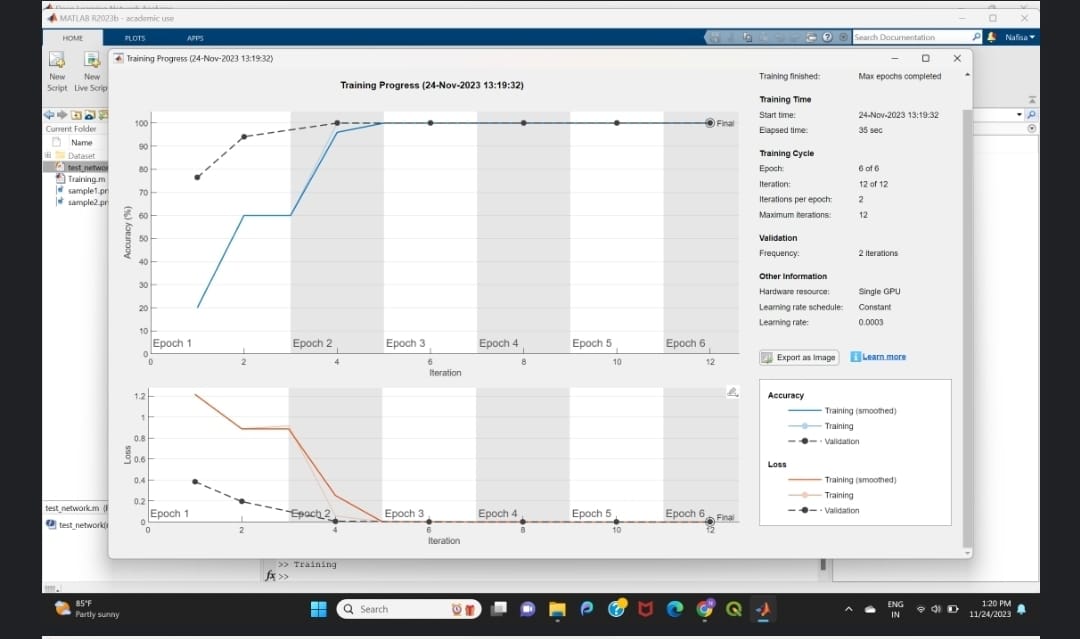 MATLAB R2023b - academic use
HOME PLOTS APPS
Search Documentation
Nafisa
New Script
New Live Scrip
Current Folder
Name
Dataset
test_netwo
Training.m
sample1.pn
sample2.pn
test_network.m
test_network(
Training Progress (24-Nov-2023 13:19:32)
Training Progress (24-Nov-2023 13:19:32)
Accuracy (%)
100
90
80
70
60
50
40
30
20
10
0
Final
Epoch 1 Epoch 2 Epoch 3 Epoch 4 Epoch 5 Epoch 6
0 2 4 6 8 10 12
Iteration
Loss
1.2
1
0.8
0.6
0.4
0.2
0
Final
Epoch 1 Epoch 2 Epoch 3 Epoch 4 Epoch 5 Epoch 6
0 2 4 6 8 10 12
Iteration
Training finished: Max epochs completed
Training Time
Start time: 24-Nov-2023 13:19:32
Elapsed time: 35 sec
Training Cycle
Epoch: 6 of 6
Iteration: 12 of 12
Iterations per epoch: 2
Maximum iterations: 12
Validation
Frequency: 2 iterations
Other Information
Hardware resource: Single GPU
Learning rate schedule: Constant
Learning rate: 0.0003
Export as Image
Learn more
Accuracy
Training (smoothed)
Training
Validation
Loss
Training (smoothed)
Training
Validation
>> Training
fx >>
85°F
Partly sunny
Search
ENG
IN
1:20 PM
11/24/2023